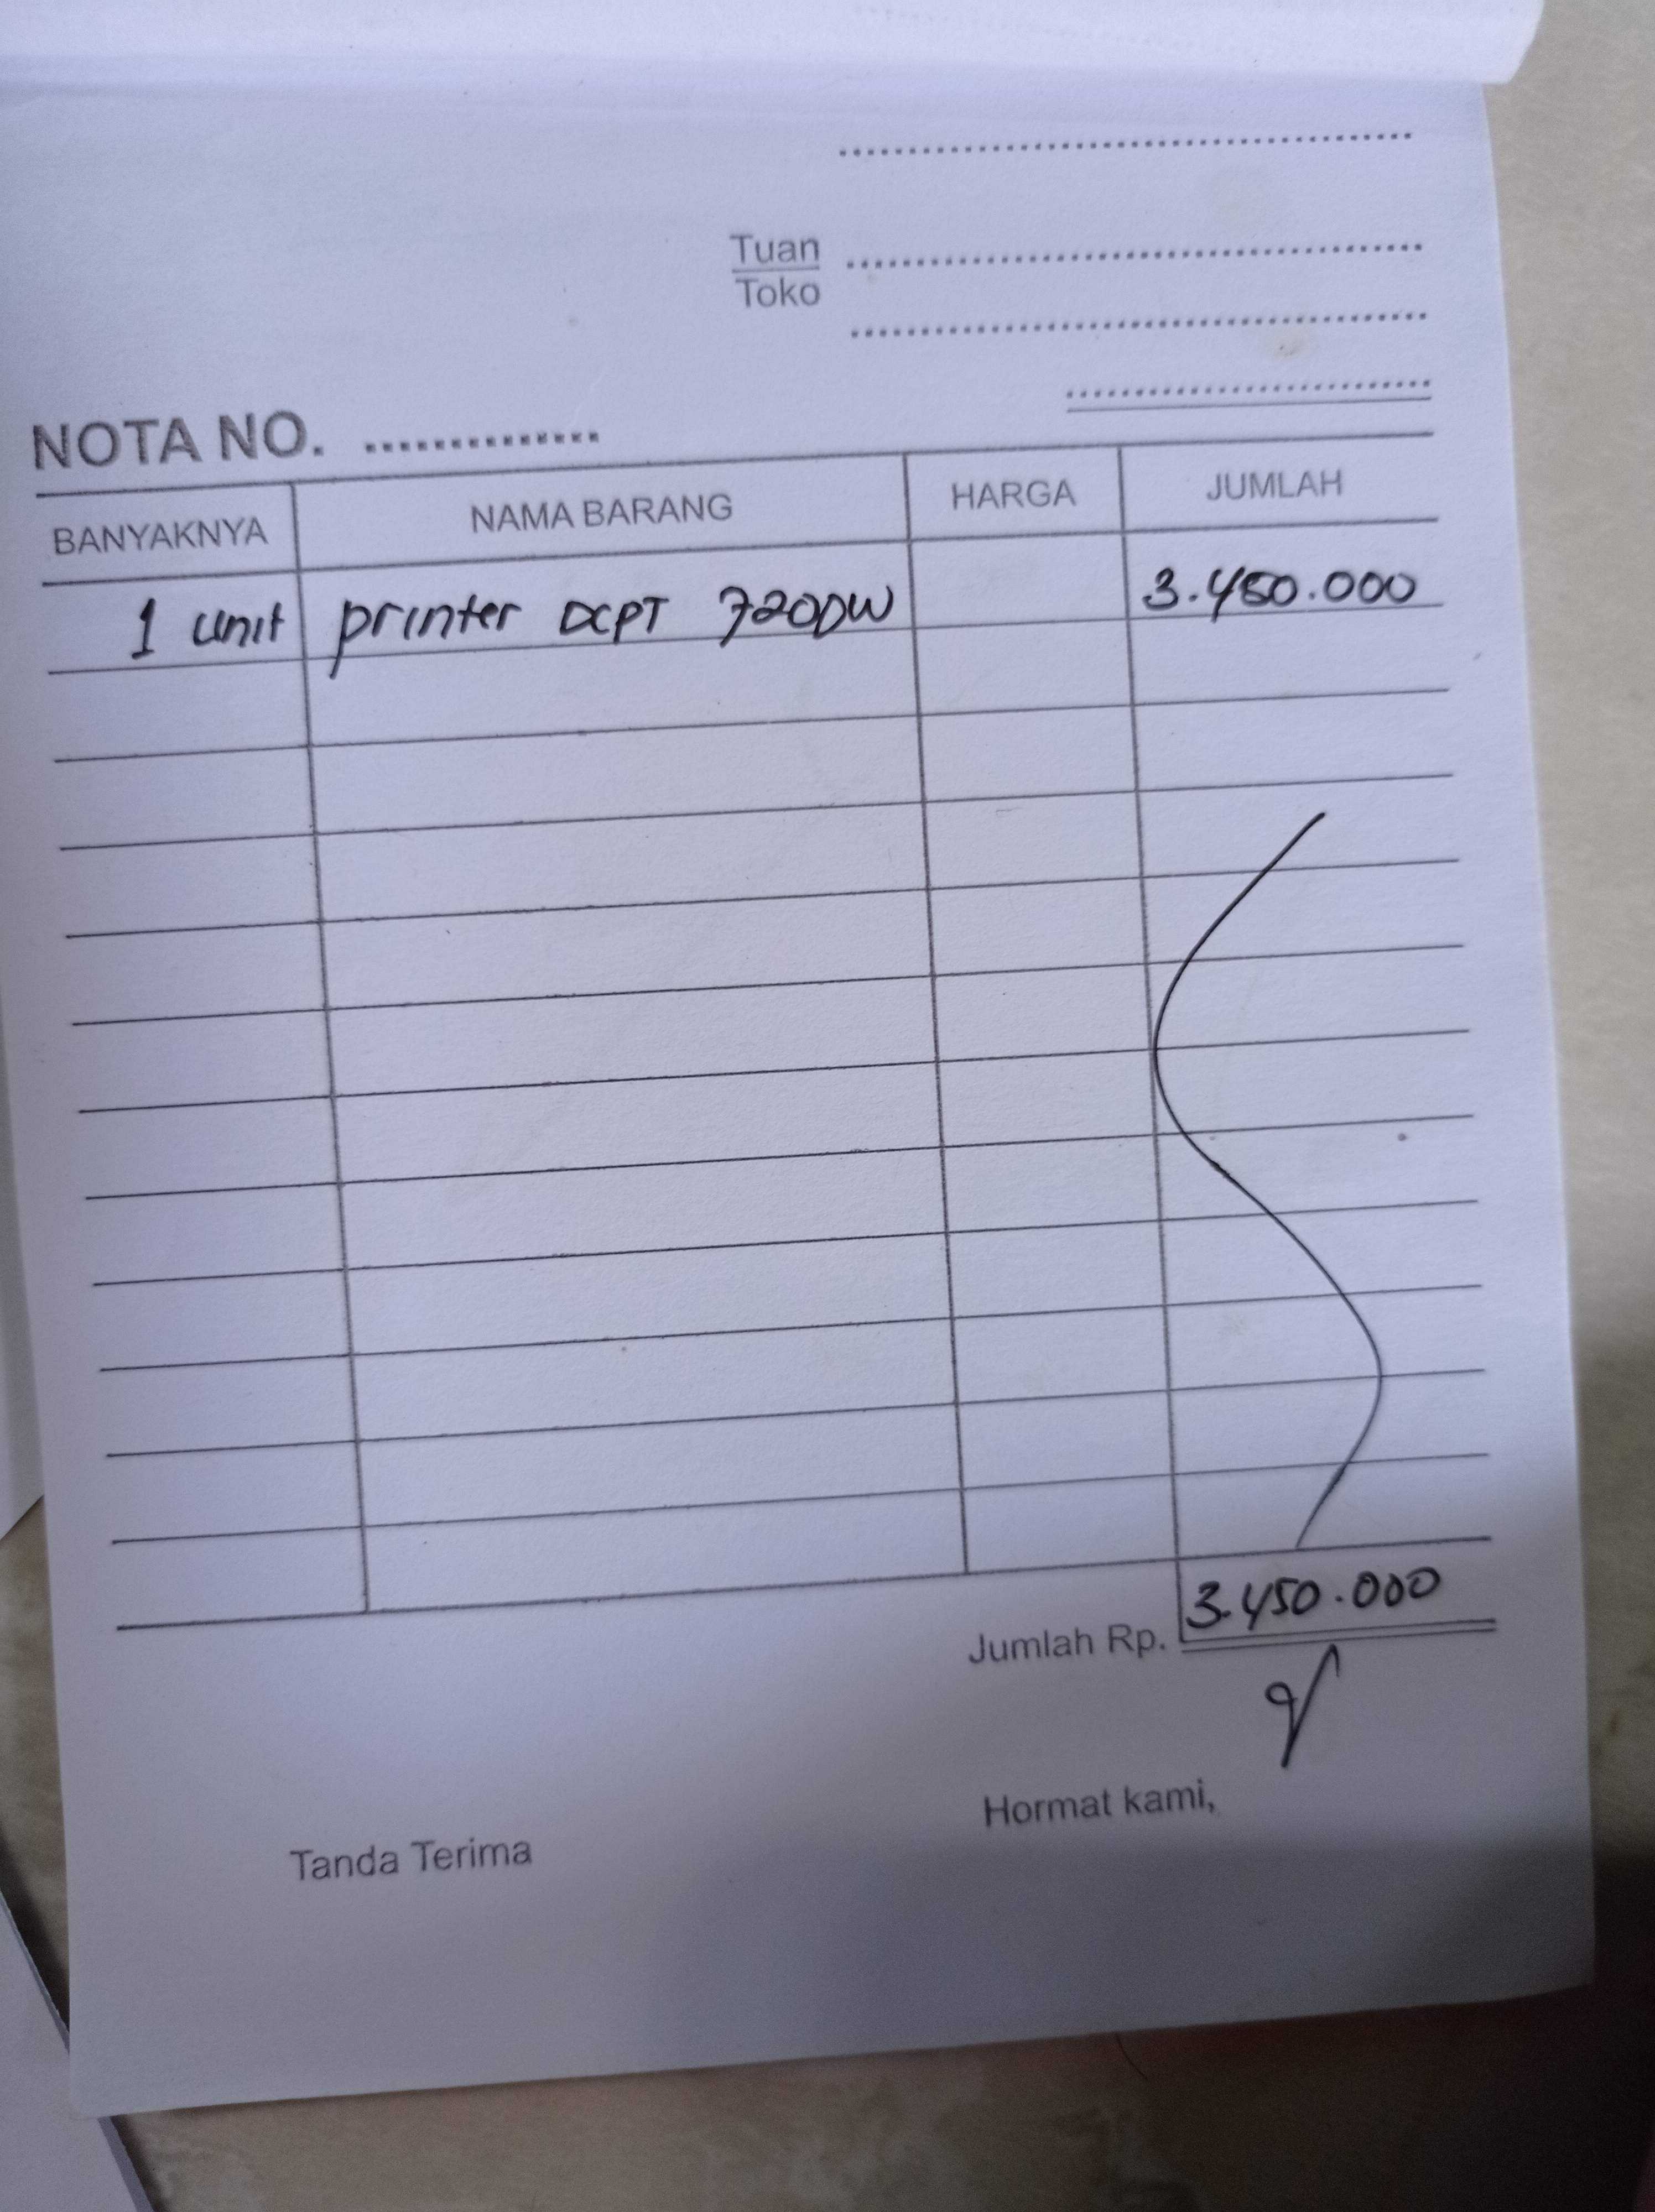 Tuan
Toko
NOTA NO.
BANYAKNYA NAMA BARANG HARGA JUMLAH
1 unit printer DCPT 720DW 3.450.000
Jumlah Rp. 3.450.000
Hormat kami,
Tanda Terima